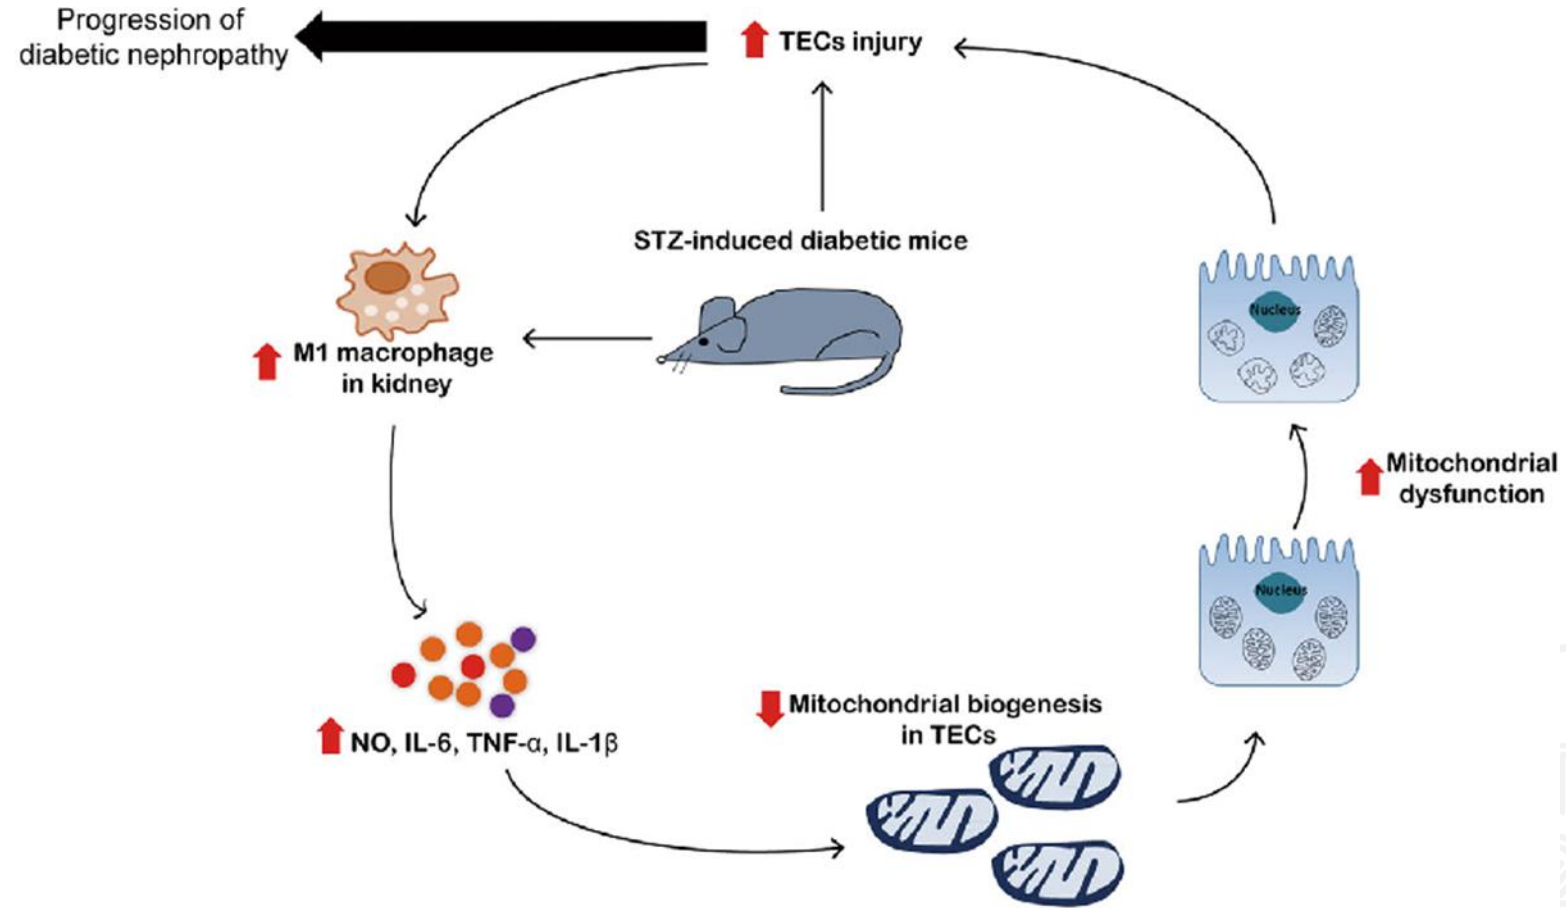 Progression of
diabetic nephropathy
TECs injury
STZ-induced diabetic mice
M1 macrophage
in kidney
Nucleus
Mitochondrial
dysfunction
Nucleus
NO, IL-6, TNF-α, IL-1β
Mitochondrial biogenesis
in TECs